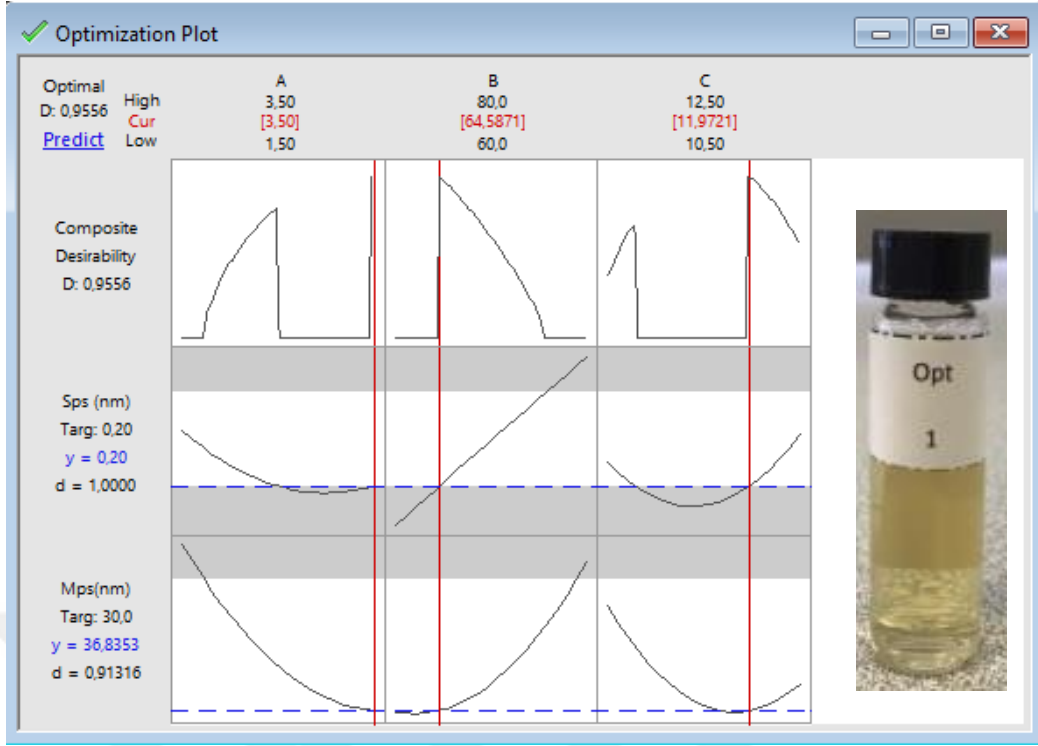 Optimization Plot
Optimal
D: 0,9556
Predict
High
Cur
Low
A
3,50
[3,50]
1,50
B
80,0
[64,5871]
60,0
C
12,50
[11,9721]
10,50
Composite
Desirability
D: 0,9556
Sps (nm)
Targ: 0,20
y = 0,20
d = 1,0000
Mps(nm)
Targ: 30,0
y = 36,8353
d = 0,91316
Opt
1